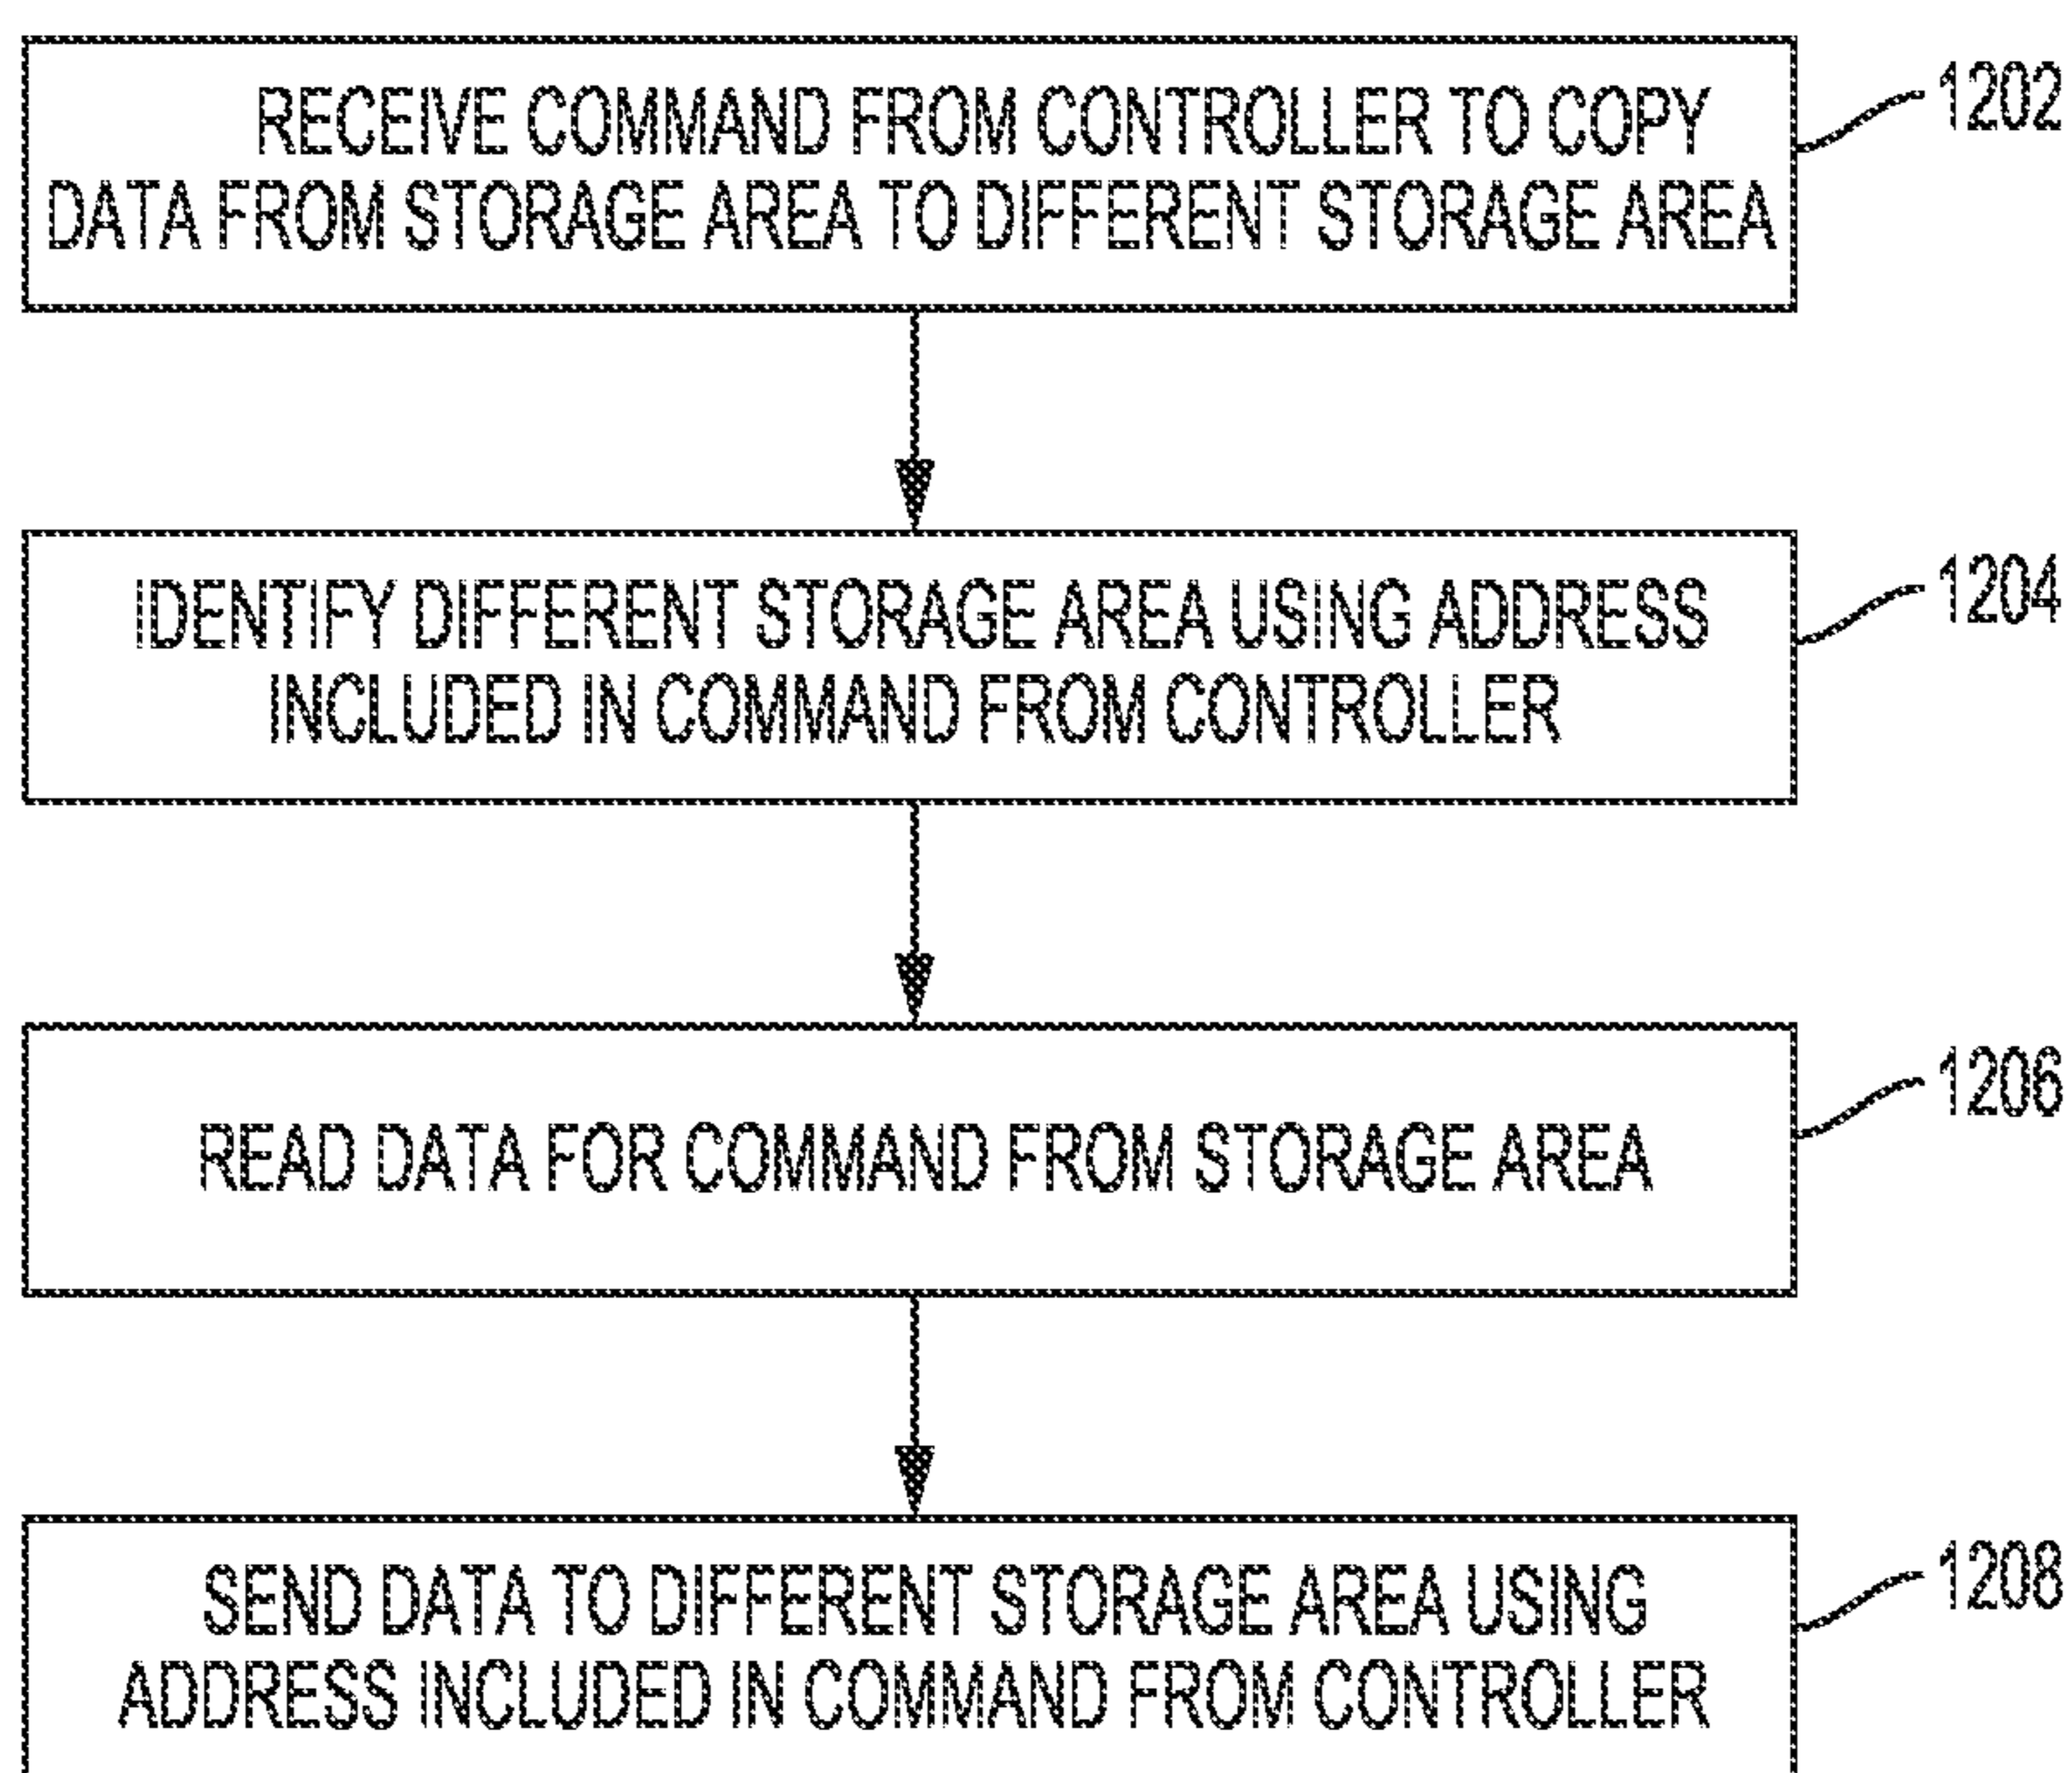 RECEIVE COMMAND FROM CONTROLLER TO COPY
DATA FROM STORAGE AREA TO DIFFERENT STORAGE AREA
1202
IDENTIFY DIFFERENT STORAGE AREA USING ADDRESS
INCLUDED IN COMMAND FROM CONTROLLER
1204
READ DATA FOR COMMAND FROM STORAGE AREA
1206
SEND DATA TO DIFFERENT STORAGE AREA USING
ADDRESS INCLUDED IN COMMAND FROM CONTROLLER
1208